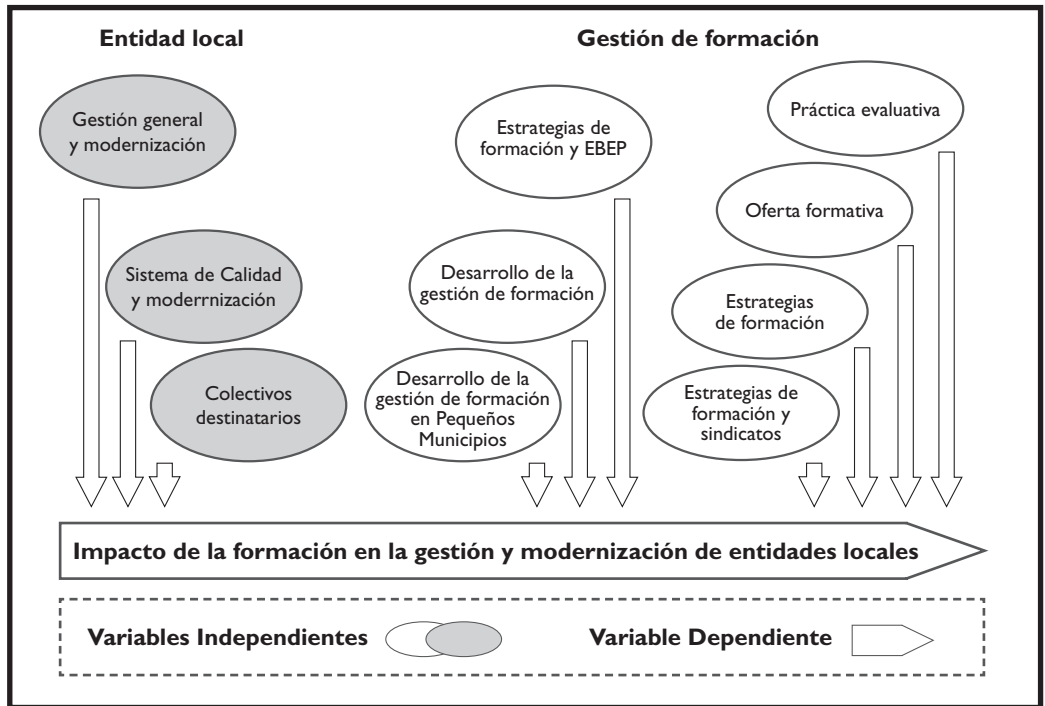 Entidad local
Gestión de formación
Gestión general
y modernización
Sistema de Calidad
y moderrnización
Colectivos
destinatarios
Estrategias de
formación y EBEP
Desarrollo de la
gestión de formación
Desarrollo de la
gestión de formación
en Pequeños
Municipios
Práctica evaluativa
Oferta formativa
Estrategias
de formación
Estrategias de
formación y
sindicatos
Impacto de la formación en la gestión y modernización de entidades locales
Variables Independientes
Variable Dependiente